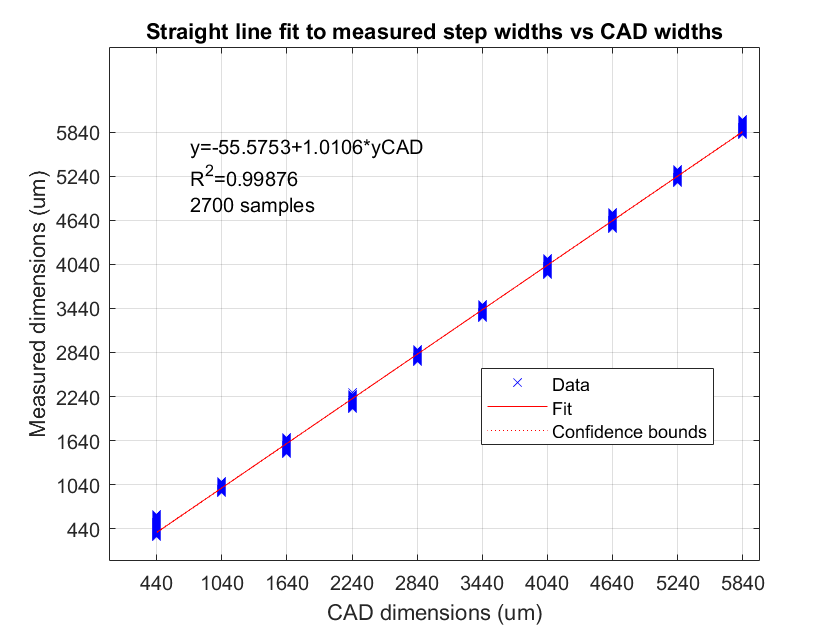 Straight line fit to measured step widths vs CAD widths
y=-55.5753+1.0106*yCAD
R²=0.99876
2700 samples
Measured dimensions (um)
5840
5240
4640
4040
3440
2840
2240
1640
1040
440
Data
Fit
Confidence bounds
440 1040 1640 2240 2840 3440 4040 4640 5240 5840
CAD dimensions (um)